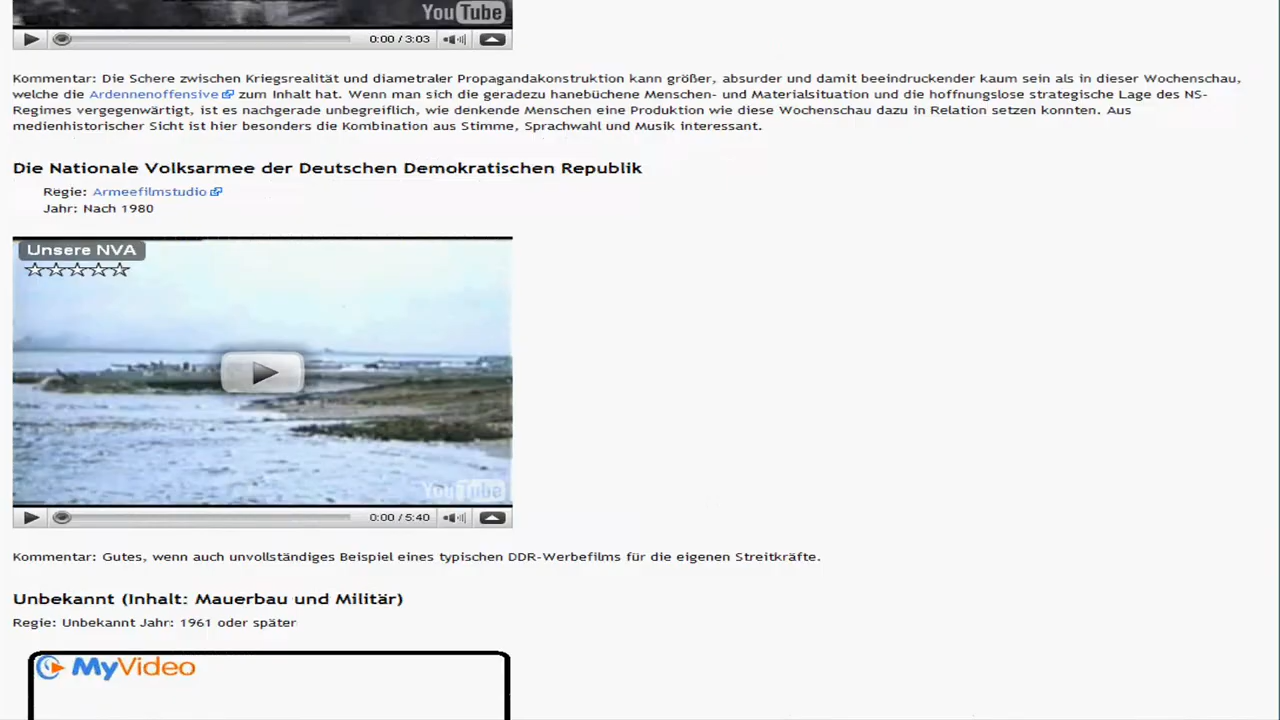 YouTube
0:00 / 3:03
Kommentar: Die Schere zwischen Kriegsrealität und diametraler Propagandakonstruktion kann größer, absurder und damit beeindruckender kaum sein als in dieser Wochenschau,
welche die Ardennenoffensive zum Inhalt hat. Wenn man sich die geradezu hanebüchene Menschen- und Materialsituation und die hoffnungslose strategische Lage des NS-
Regimes vergegenwärtigt, ist es nachgerade unbegreiflich, wie denkende Menschen eine Produktion wie diese Wochenschau dazu in Relation setzen konnten. Aus
medienhistorischer Sicht ist hier besonders die Kombination aus Stimme, Sprachwahl und Musik interessant.
Die Nationale Volksarmee der Deutschen Demokratischen Republik
Regie: Armeefilmstudio
Jahr: Nach 1980
Unsere NVA
YouTube
0:00 / 5:40
Kommentar: Gutes, wenn auch unvollständiges Beispiel eines typischen DDR-Werbefilms für die eigenen Streitkräfte.
Unbekannt (Inhalt: Mauerbau und Militär)
Regie: Unbekannt Jahr: 1961 oder später
MyVideo